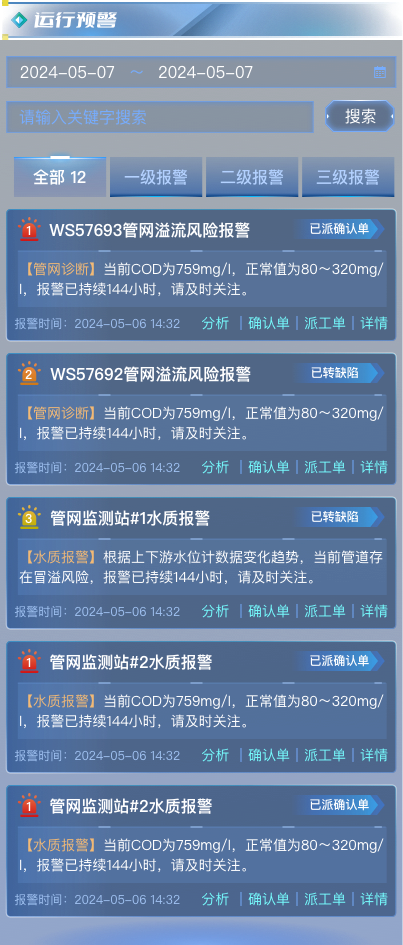 运行预警
2024-05-07 ~ 2024-05-07
请输入关键字搜索 搜索
全部 12 一级报警 二级报警 三级报警
1 WS57693管网溢流风险报警 已派确认单
【管网诊断】当前COD为759mg/l，正常值为80~320mg/
l，报警已持续144小时，请及时关注。
报警时间：2024-05-06 14:32 分析 | 确认单 | 派工单 | 详情
2 WS57692管网溢流风险报警 已转缺陷
【管网诊断】当前COD为759mg/l，正常值为80~320mg/
l，报警已持续144小时，请及时关注。
报警时间：2024-05-06 14:32 分析 | 确认单 | 派工单 | 详情
3 管网监测站#1水质报警 已转缺陷
【水质报警】根据上下游水位计数据变化趋势，当前管道存
在冒溢风险，报警已持续144小时，请及时关注。
报警时间：2024-05-06 14:32 分析 | 确认单 | 派工单 | 详情
1 管网监测站#2水质报警 已派确认单
【水质报警】当前COD为759mg/l，正常值为80~320mg/
l，报警已持续144小时，请及时关注。
报警时间：2024-05-06 14:32 分析 | 确认单 | 派工单 | 详情
1 管网监测站#2水质报警 已派确认单
【水质报警】当前COD为759mg/l，正常值为80~320mg/
l，报警已持续144小时，请及时关注。
报警时间：2024-05-06 14:32 分析 | 确认单 | 派工单 | 详情